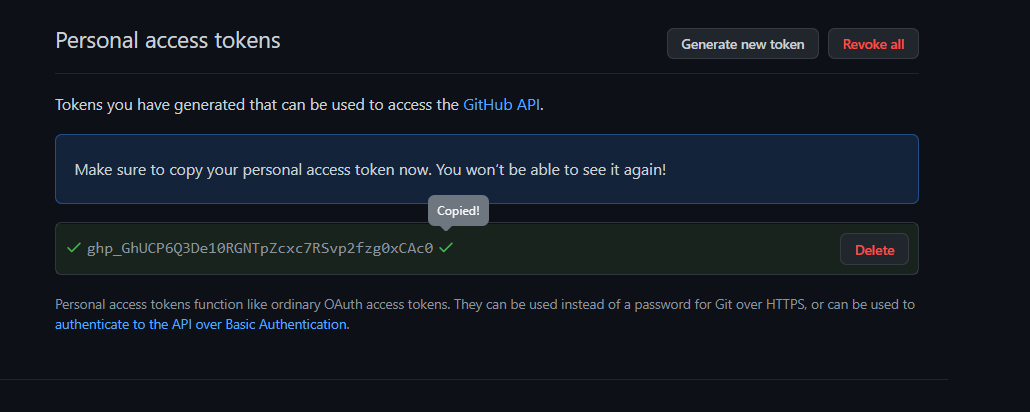 Personal access tokens
Generate new token
Revoke all
Tokens you have generated that can be used to access the GitHub API.
Make sure to copy your personal access token now. You won't be able to see it again!
Copied!
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
Delete
Personal access tokens function like ordinary OAuth access tokens. They can be used instead of a password for Git over HTTPS, or can be used to
authenticate to the API over Basic Authentication.